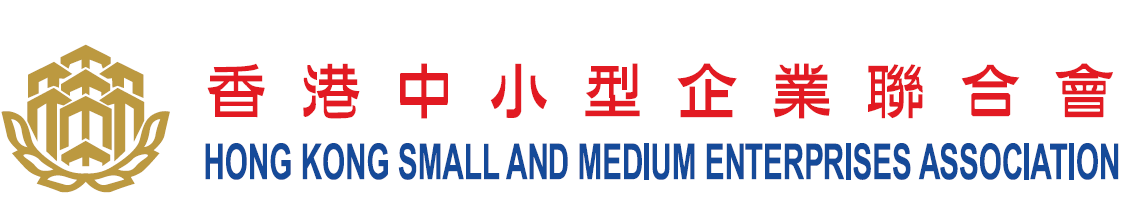 香港中小型企業聯合會
HONG KONG SMALL AND MEDIUM ENTERPRISES ASSOCIATION